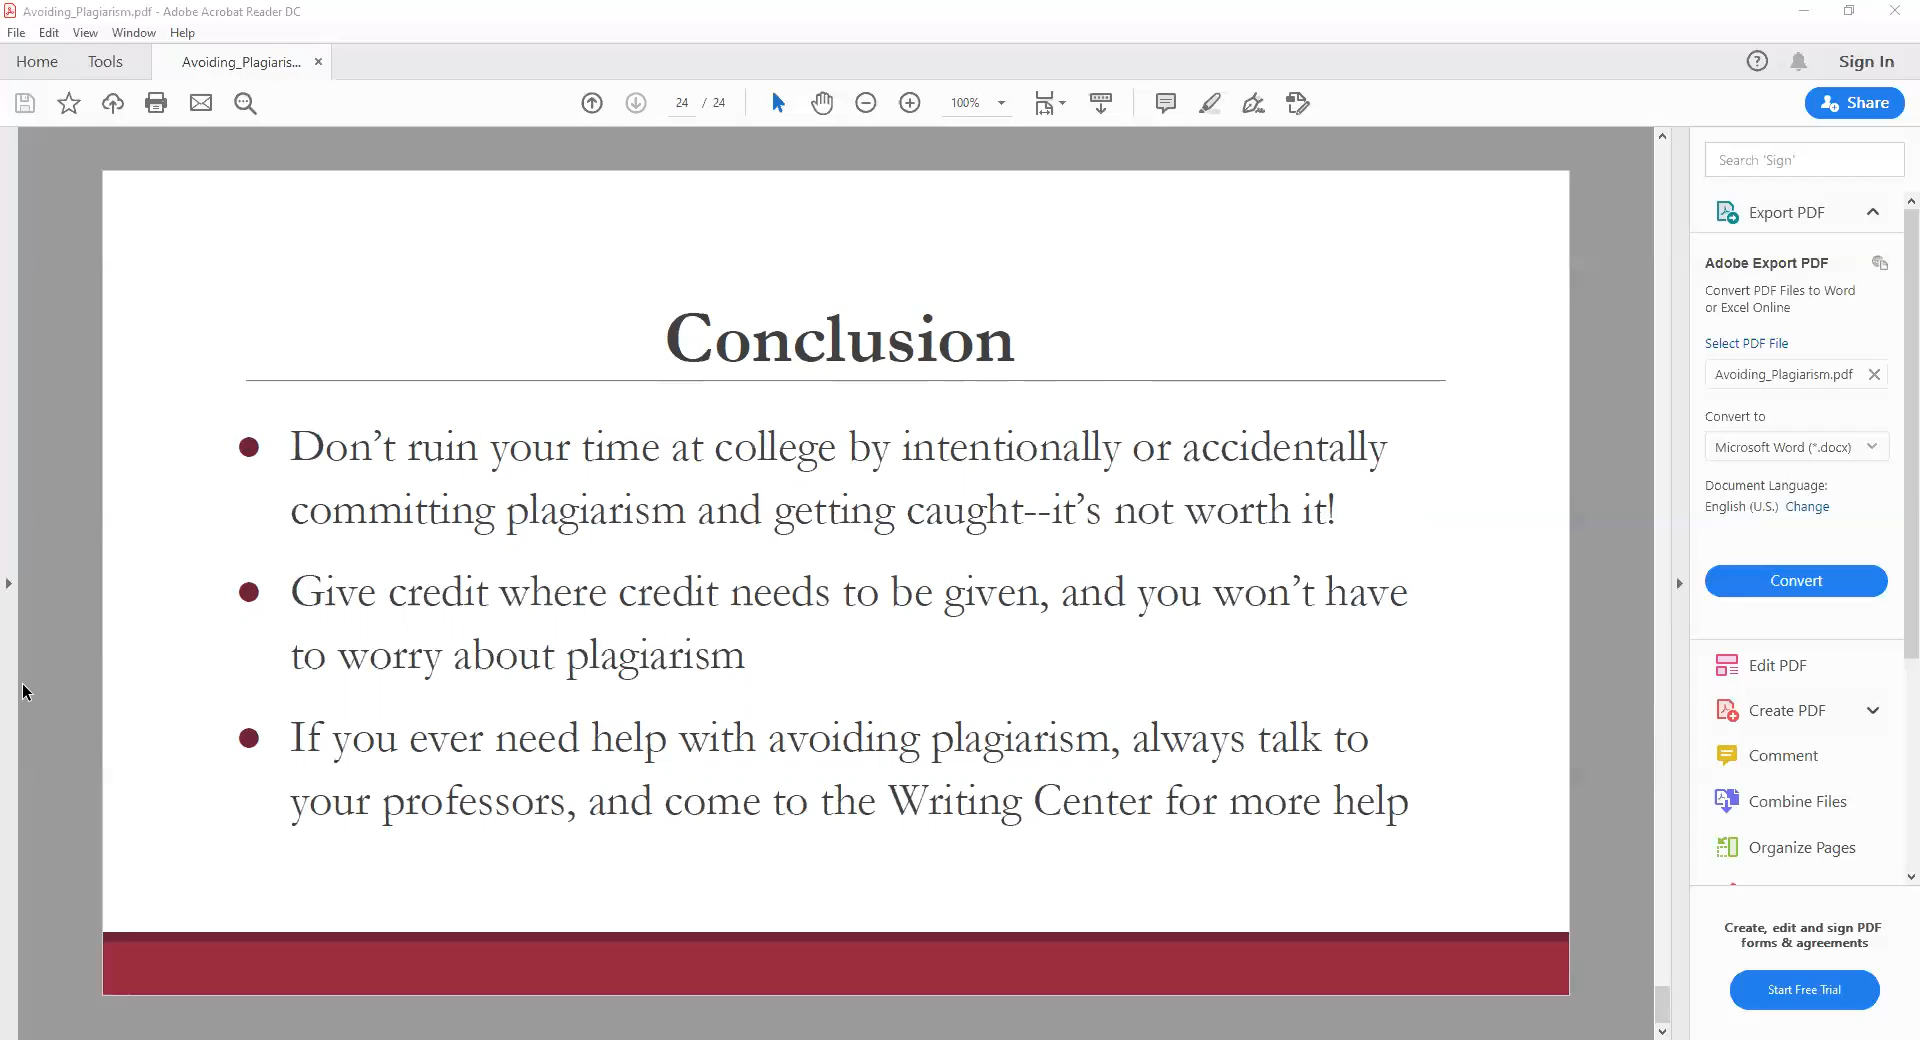 Avoiding_Plagiarism.pdf - Adobe Acrobat Reader DC
File Edit View Window Help
Home Tools Avoiding_Plagiaris... Sign In
24 / 24 100% Share
Search 'Sign'
Export PDF
Adobe Export PDF
Convert PDF Files to Word
or Excel Online
Select PDF File
Avoiding_Plagiarism.pdf
Convert to
Microsoft Word (*.docx)
Document Language:
English (U.S.) Change
Convert
Edit PDF
Create PDF
Comment
Combine Files
Organize Pages
Create, edit and sign PDF
forms & agreements
Start Free Trial
Conclusion
Don’t ruin your time at college by intentionally or accidentally
committing plagiarism and getting caught--it’s not worth it!
Give credit where credit needs to be given, and you won’t have
to worry about plagiarism
If you ever need help with avoiding plagiarism, always talk to
your professors, and come to the Writing Center for more help